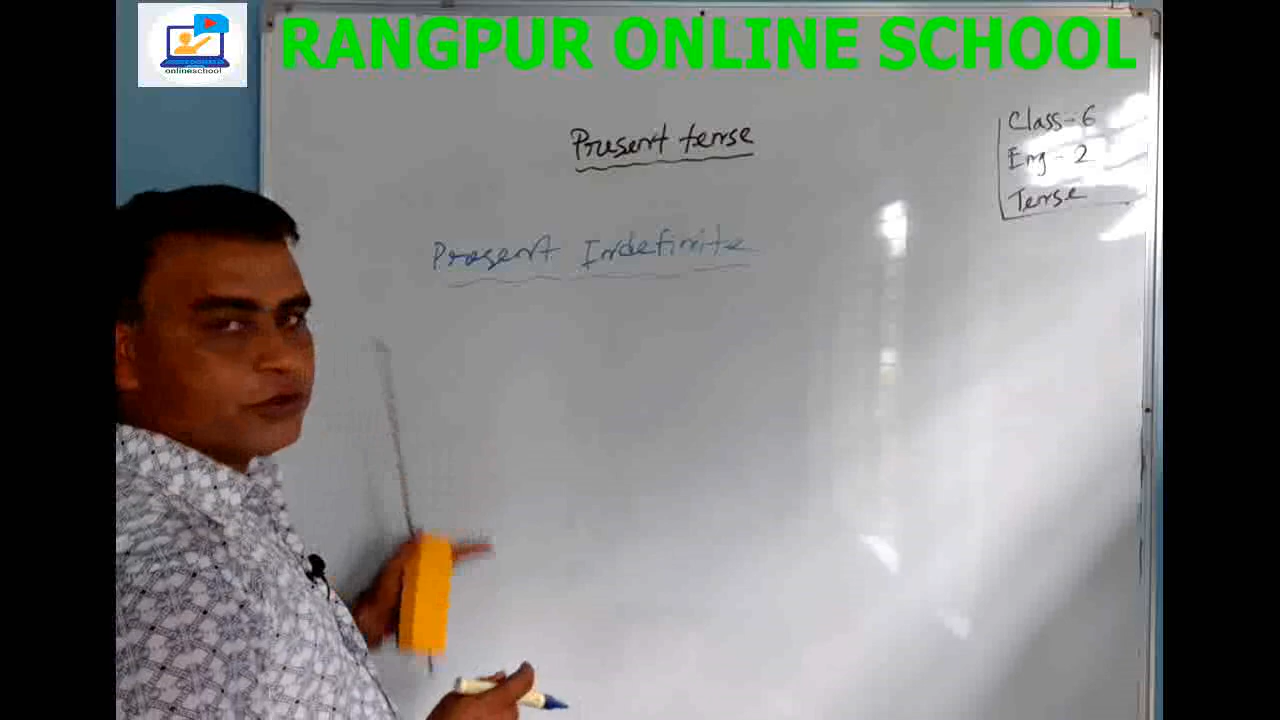 RANGPUR ONLINE SCHOOL
onlineschool
Present tense
Class-6
Eng-2
Tense
Present Indefinite